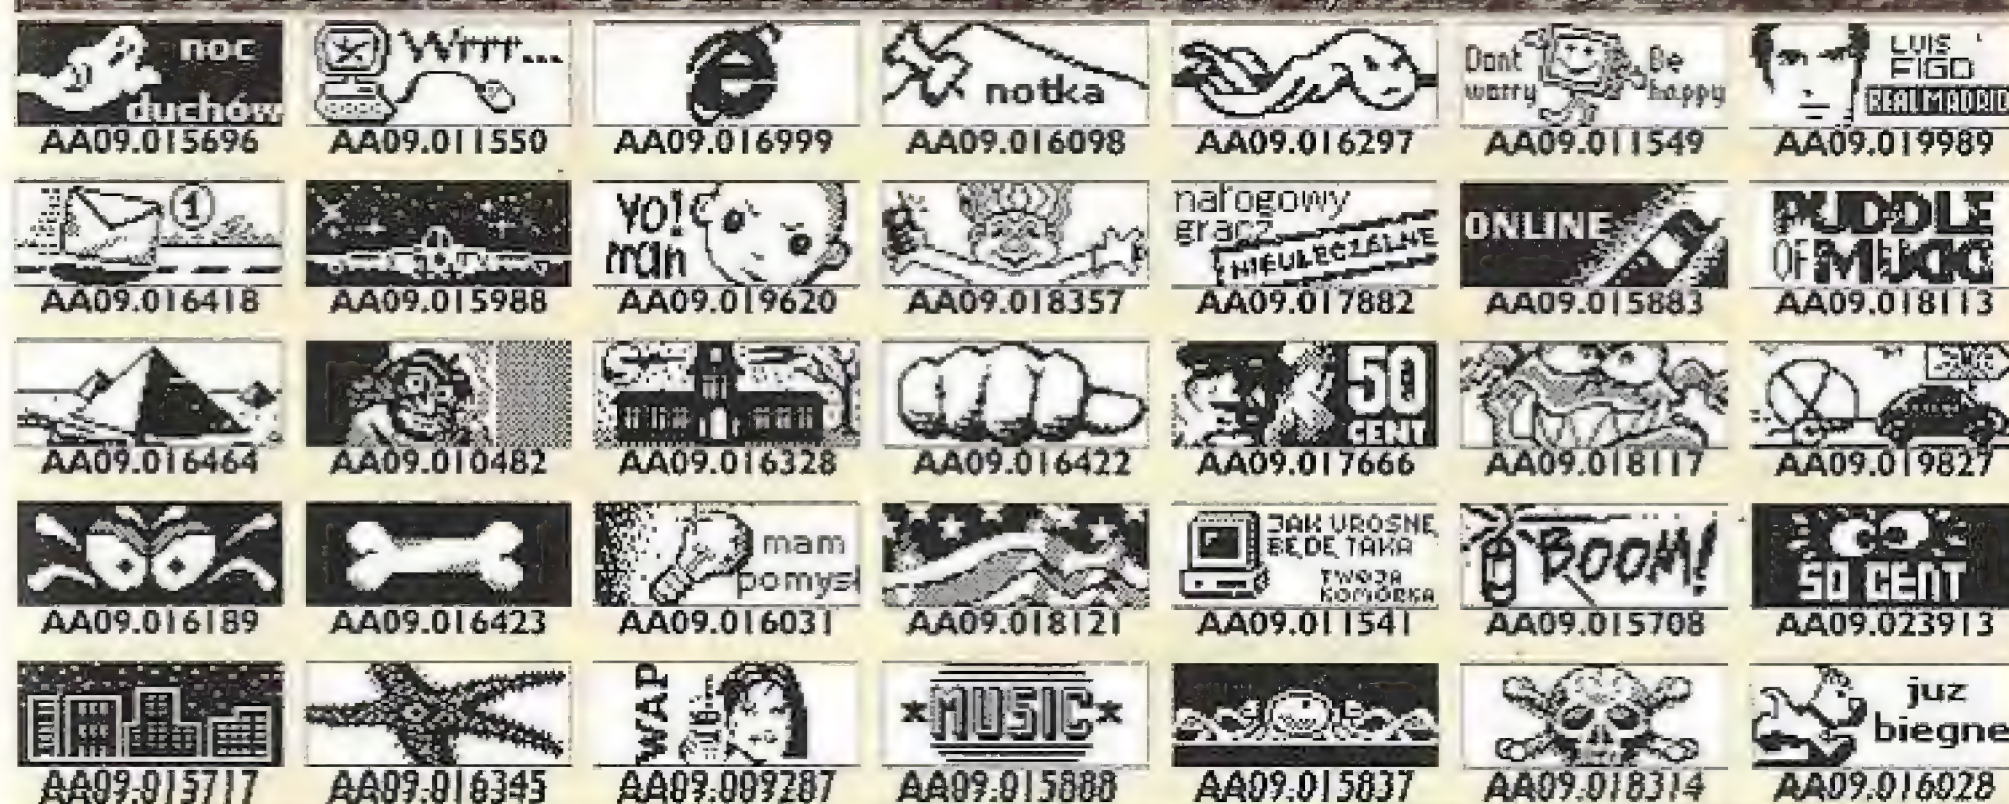 noc
duchów
Wrrr...
notka
Dont worry
Be happy
LUIS FIGO
REAL MADRID
AA09.015696 AA09.011550 AA09.016999 AA09.016098 AA09.016297 AA09.011549 AA09.019989
1
YO!
man
nałogowy
gracz
NIEULECZALNE
ONLINE
PUDDLE
OF MUDD
AA09.016418 AA09.015988 AA09.019620 AA09.018357 AA09.017882 AA09.015883 AA09.018113
50
CENT
AA09.016464 AA09.010482 AA09.016328 AA09.016422 AA09.017666 AA09.018117 AA09.019827
mam
pomysł
JAK UROSNĘ
BĘDĘ TAKA
TWOJA
KOMÓRKA
BOOM!
50 CENT
AA09.016189 AA09.016423 AA09.016031 AA09.018121 AA09.011541 AA09.015708 AA09.023913
WAP
MUSIC
juz
biegne
AA09.015717 AA09.016345 AA09.009287 AA09.015888 AA09.015837 AA09.018314 AA09.016028